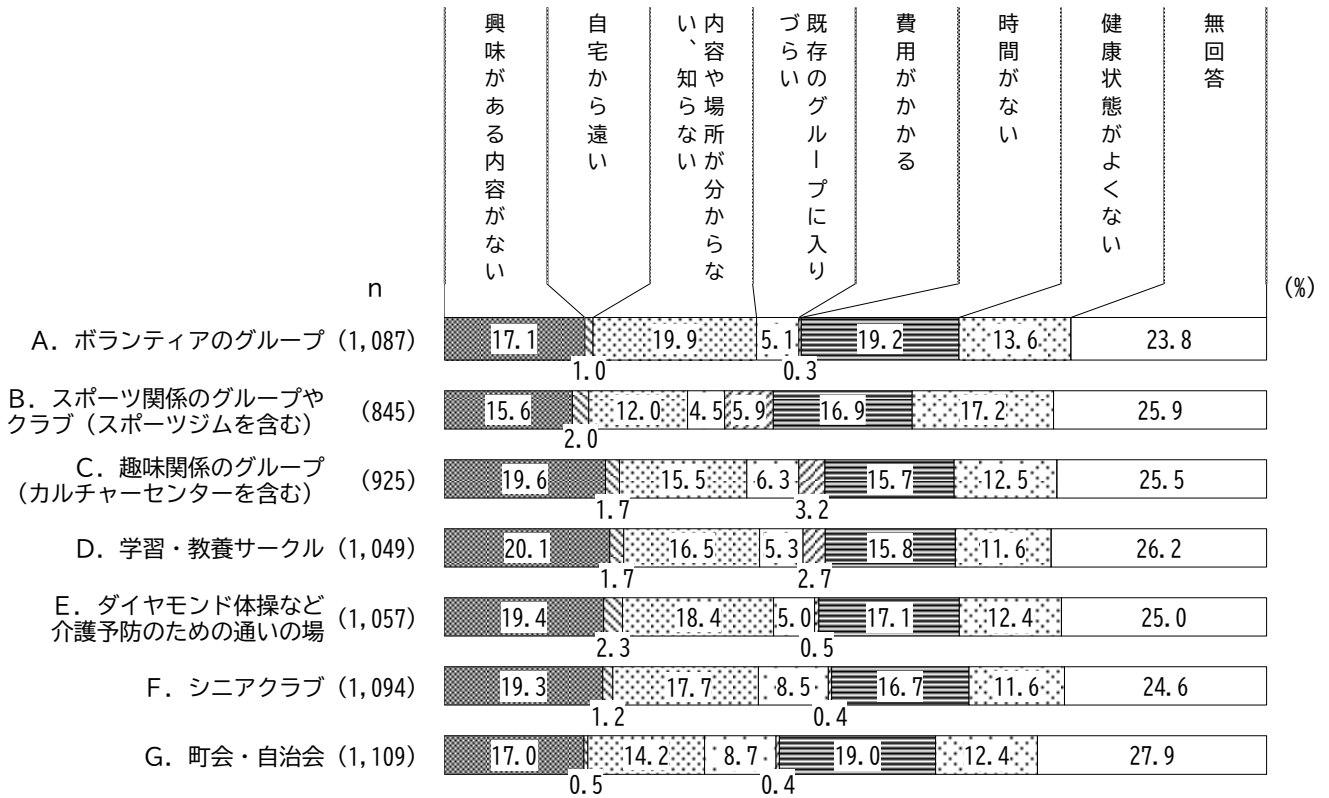 興味がある内容がない
自宅から遠い
内容や場所が分からな
い、知らない
既存のグループに入り
づらい
費用がかかる
時間がない
健康状態がよくない
無回答
n
(%)
A. ボランティアのグループ (1,087)
17.1
1.0
19.9
5.1
0.3
19.2
13.6
23.8
B. スポーツ関係のグループや
クラブ（スポーツジムを含む） (845)
15.6
2.0
12.0
4.5
5.9
16.9
17.2
25.9
C. 趣味関係のグループ
（カルチャーセンターを含む） (925)
19.6
1.7
15.5
6.3
3.2
15.7
12.5
25.5
D. 学習・教養サークル (1,049)
20.1
1.7
16.5
5.3
2.7
15.8
11.6
26.2
E. ダイヤモンド体操など
介護予防のための通いの場 (1,057)
19.4
2.3
18.4
5.0
0.5
17.1
12.4
25.0
F. シニアクラブ (1,094)
19.3
1.2
17.7
8.5
0.4
16.7
11.6
24.6
G. 町会・自治会 (1,109)
17.0
0.5
14.2
8.7
0.4
19.0
12.4
27.9